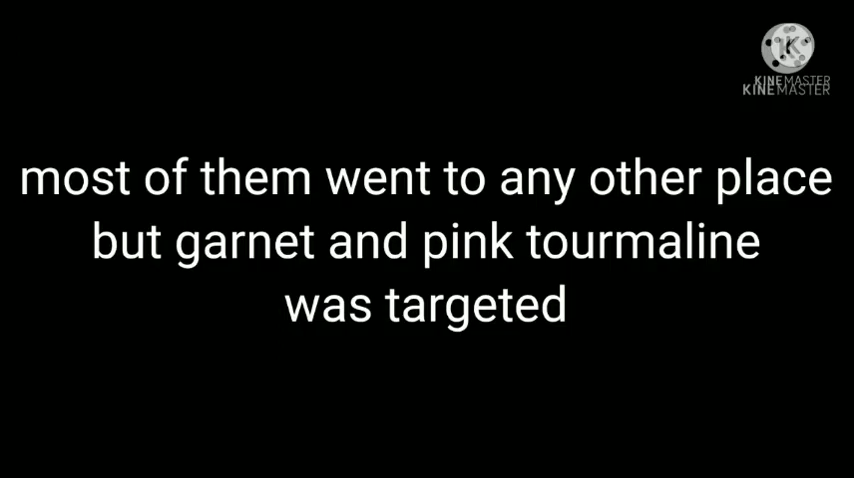 KINEMASTER
KINEMASTER
most of them went to any other place
but garnet and pink tourmaline
was targeted